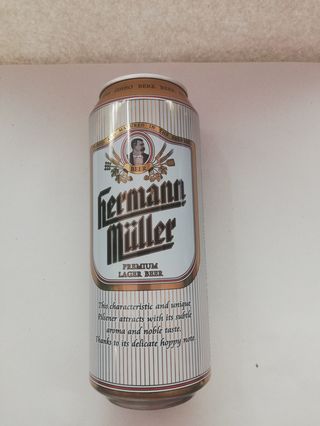 BEER
Hermann
Müller
PREMIUM
LAGER BEER
This characteristic and unique
Pilsener attracts with its subtle
aroma and noble taste.
Thanks to its delicate hoppy note.